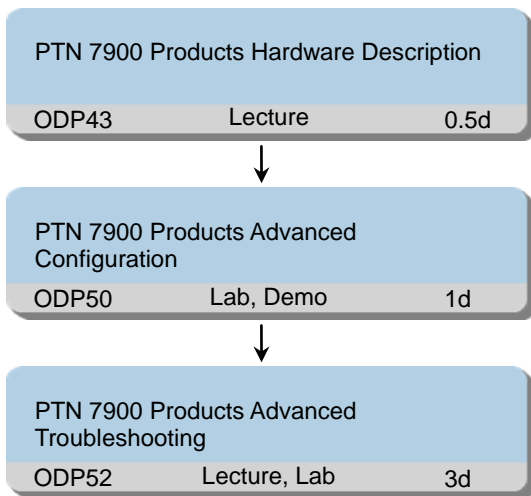 PTN 7900 Products Hardware Description
ODP43 Lecture 0.5d
PTN 7900 Products Advanced
Configuration
ODP50 Lab, Demo 1d
PTN 7900 Products Advanced
Troubleshooting
ODP52 Lecture, Lab 3d